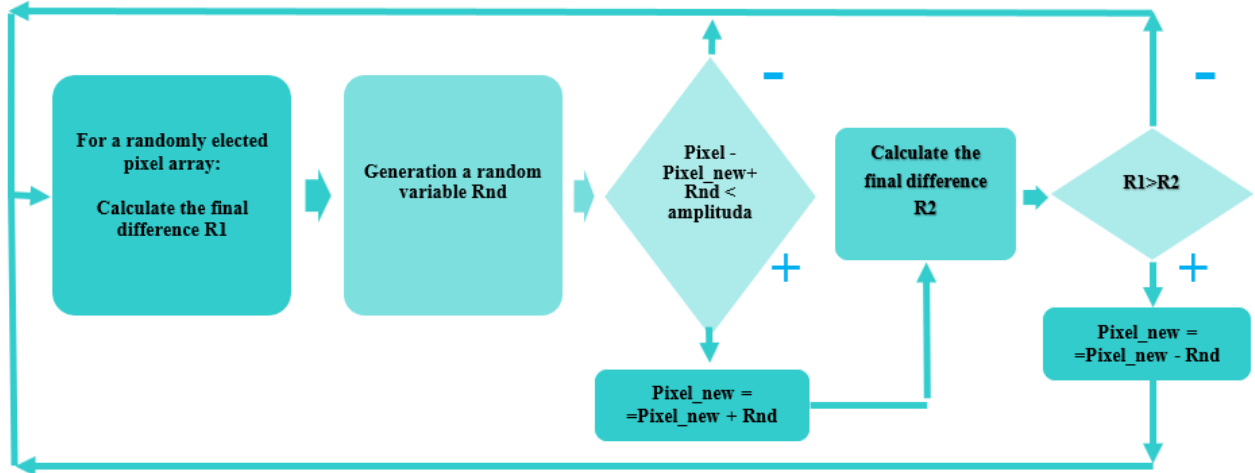 For a randomly elected
pixel array:
Calculate the final
difference R1
Generation a random
variable Rnd
Pixel -
Pixel_new+
Rnd <
amplituda
-
+
Pixel_new =
=Pixel_new + Rnd
Calculate the
final difference
R2
R1>R2
-
+
Pixel_new =
=Pixel_new - Rnd